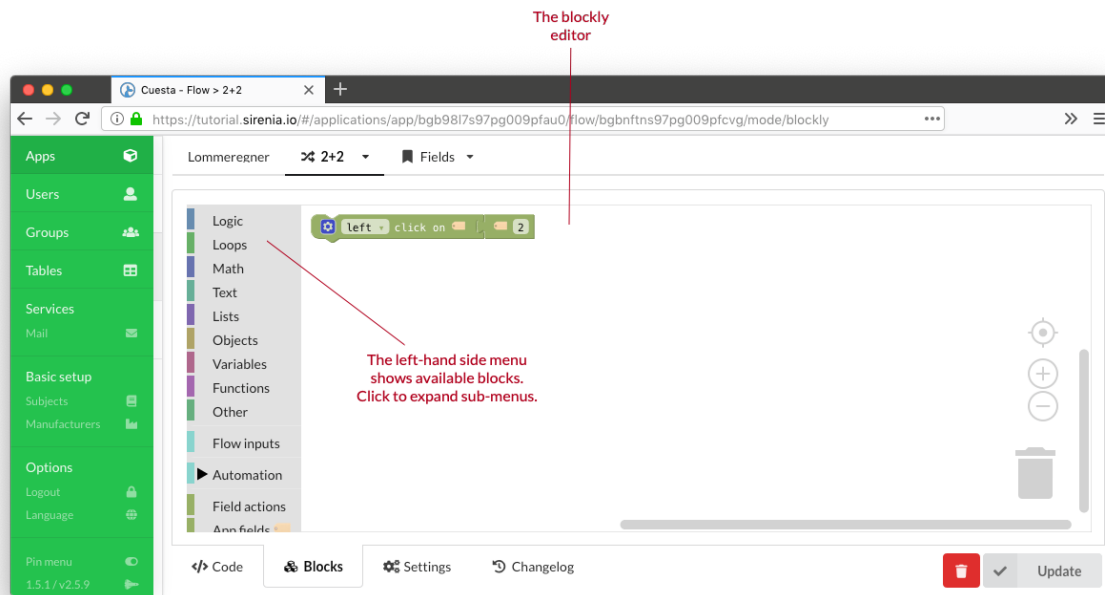 The blockly
editor
Cuesta - Flow > 2+2
https://tutorial.sirenia.io/#/applications/app/bgb98l7s97pg009pfau0/flow/bgbnftns97pg009pfcvg/mode/blockly
Apps
Users
Groups
Tables
Services
Mail
Basic setup
Subjects
Manufacturers
Options
Logout
Language
Pin menu
1.5.1 / v2.5.9
Lommeregner
2+2
Fields
Logic
Loops
Math
Text
Lists
Objects
Variables
Functions
Other
Flow inputs
Automation
Field actions
App fields
left click on 2
The left-hand side menu
shows available blocks.
Click to expand sub-menus.
</> Code
Blocks
Settings
Changelog
Update